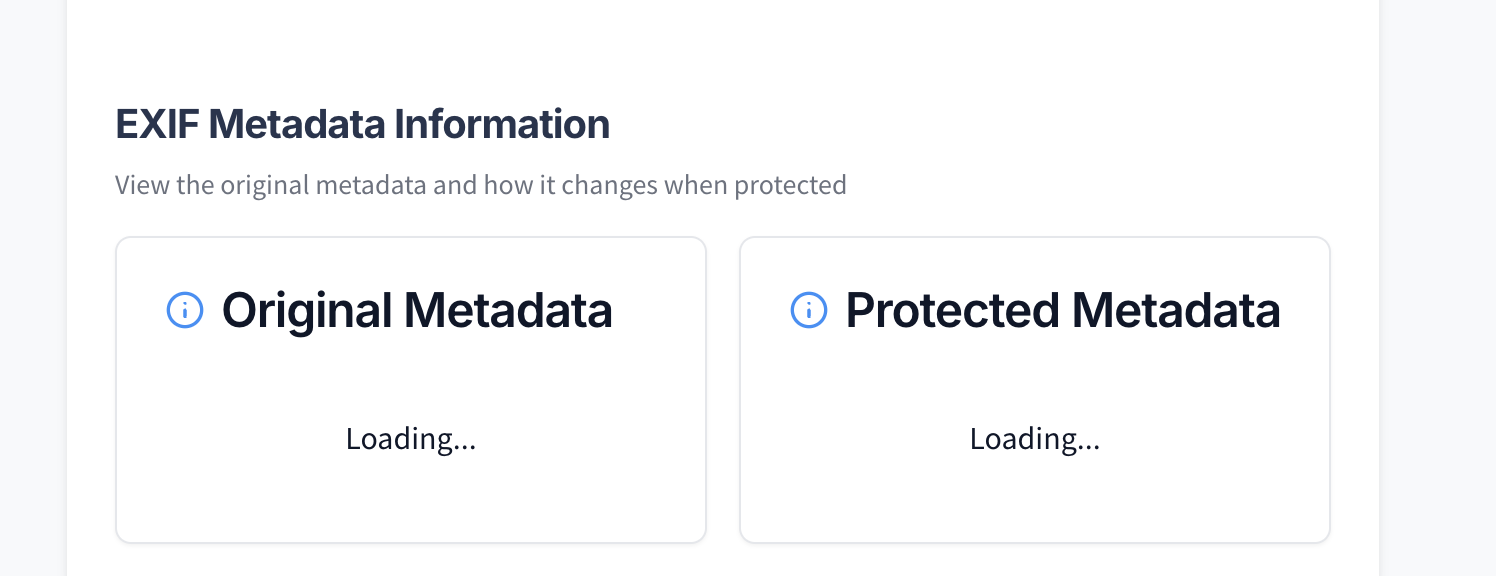 EXIF Metadata Information
View the original metadata and how it changes when protected
Original Metadata
Loading...
Protected Metadata
Loading...